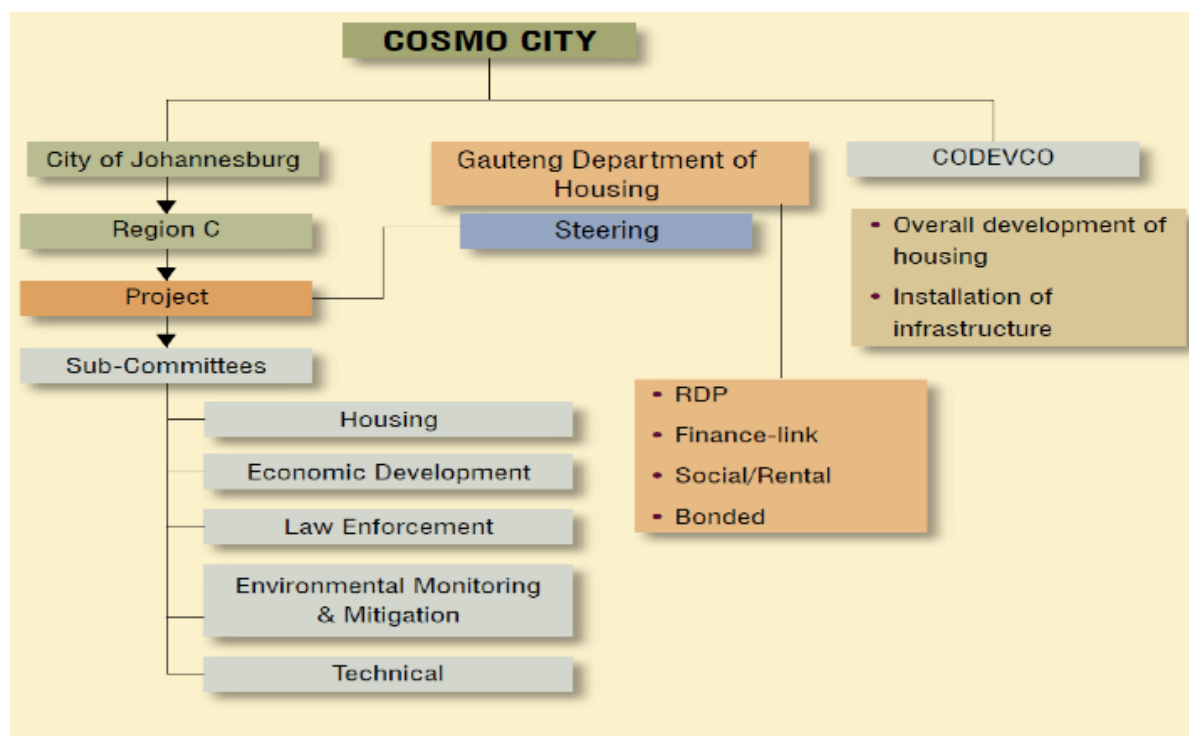 COSMO CITY
City of Johannesburg
Region C
Project
Sub-Committees
Housing
Economic Development
Law Enforcement
Environmental Monitoring
& Mitigation
Technical
Gauteng Department of
Housing
Steering
• RDP
• Finance-link
• Social/Rental
• Bonded
CODEVCO
• Overall development of
housing
• Installation of
infrastructure